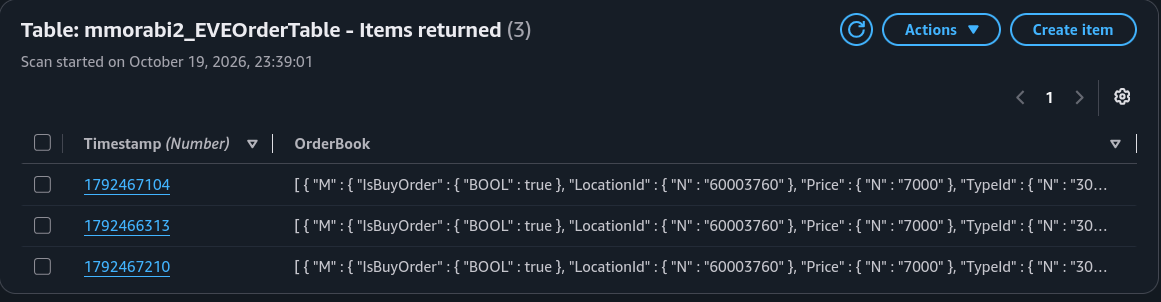 Table: mmorabi2_EVEOrderTable - Items returned (3)
Actions
Create item
Scan started on October 19, 2026, 23:39:01
1
Timestamp (Number)
OrderBook
1792467104
[ { "M" : { "IsBuyOrder" : { "BOOL" : true }, "LocationId" : { "N" : "60003760" }, "Price" : { "N" : "7000" }, "TypeId" : { "N" : "30...
1792466313
[ { "M" : { "IsBuyOrder" : { "BOOL" : true }, "LocationId" : { "N" : "60003760" }, "Price" : { "N" : "7000" }, "TypeId" : { "N" : "30...
1792467210
[ { "M" : { "IsBuyOrder" : { "BOOL" : true }, "LocationId" : { "N" : "60003760" }, "Price" : { "N" : "7000" }, "TypeId" : { "N" : "30...